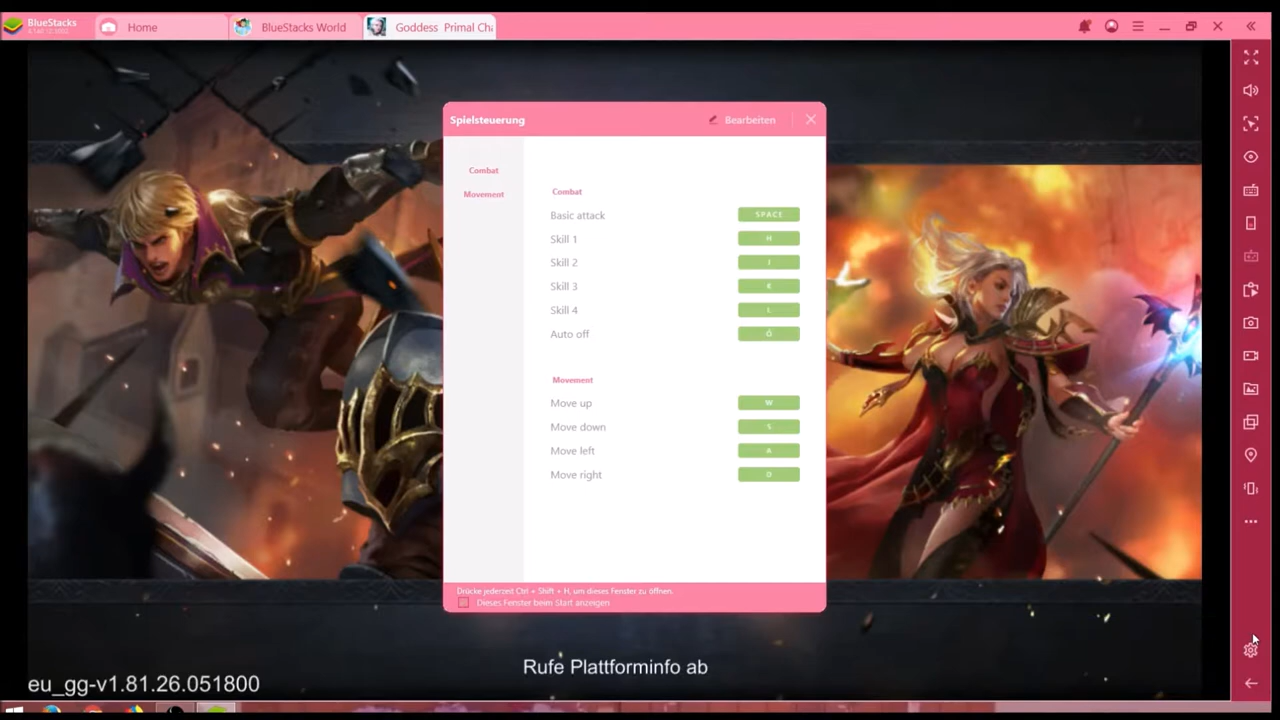 BlueStacks
Home
BlueStacks World
Goddess Primal Cha
Spielsteuerung
Bearbeiten
Combat
Movement
Combat
Basic attack SPACE
Skill 1 H
Skill 2
Skill 3
Skill 4
Auto off
Movement
Move up W
Move down S
Move left A
Move right D
Drücke jederzeit Ctrl + Shift + H, um dieses Fenster zu öffnen.
Dieses Fenster beim Start anzeigen
Rufe Plattforminfo ab
eu_gg-v1.81.26.051800